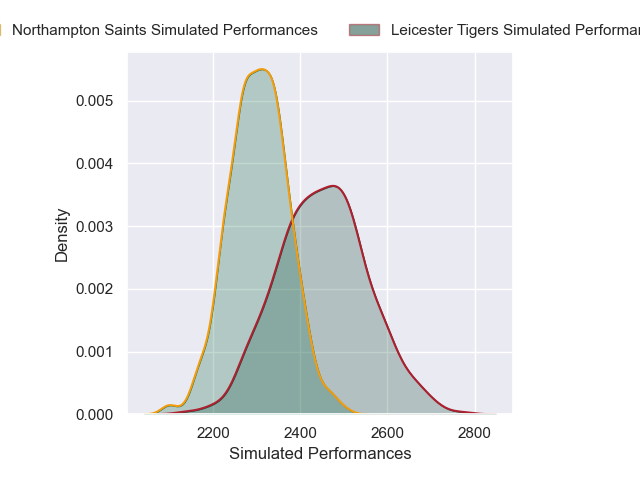 Northampton Saints Simulated Performances Leicester Tigers Simulated
0.005
0.004
0.003
0.002
0.001
0.000
Density
2200 2400 2600 2800
Simulated Performances